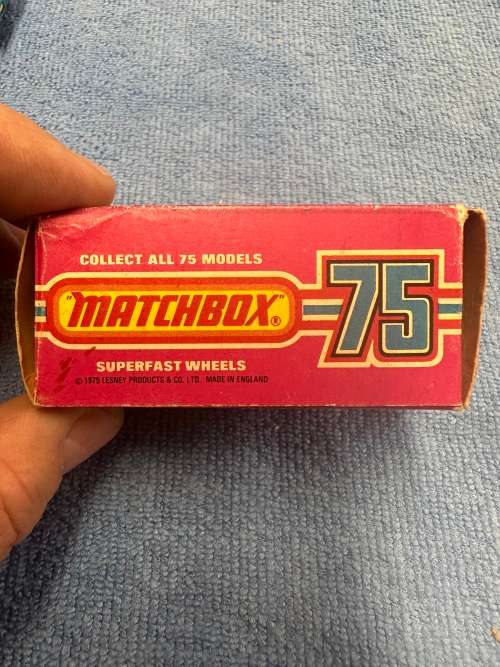 COLLECT ALL 75 MODELS
"MATCHBOX"®
75
SUPERFAST WHEELS
© 1975 LESNEY PRODUCTS & CO. LTD. MADE IN ENGLAND